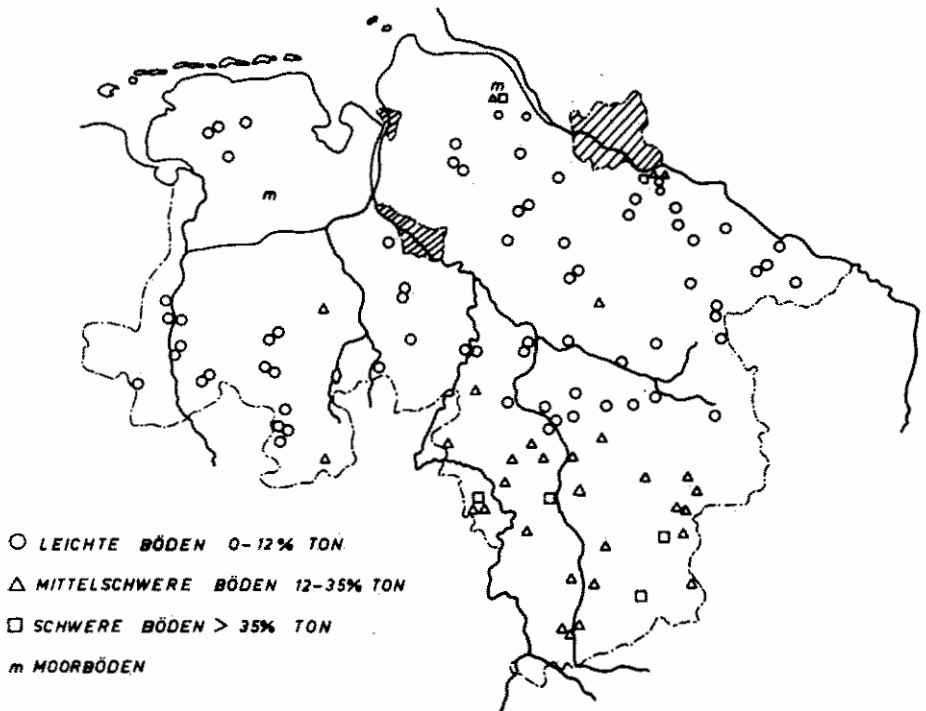 m
m
LEICHTE BÖDEN 0-12% TON
MITTELSCHWERE BÖDEN 12-35% TON
SCHWERE BÖDEN > 35% TON
m MOORBÖDEN